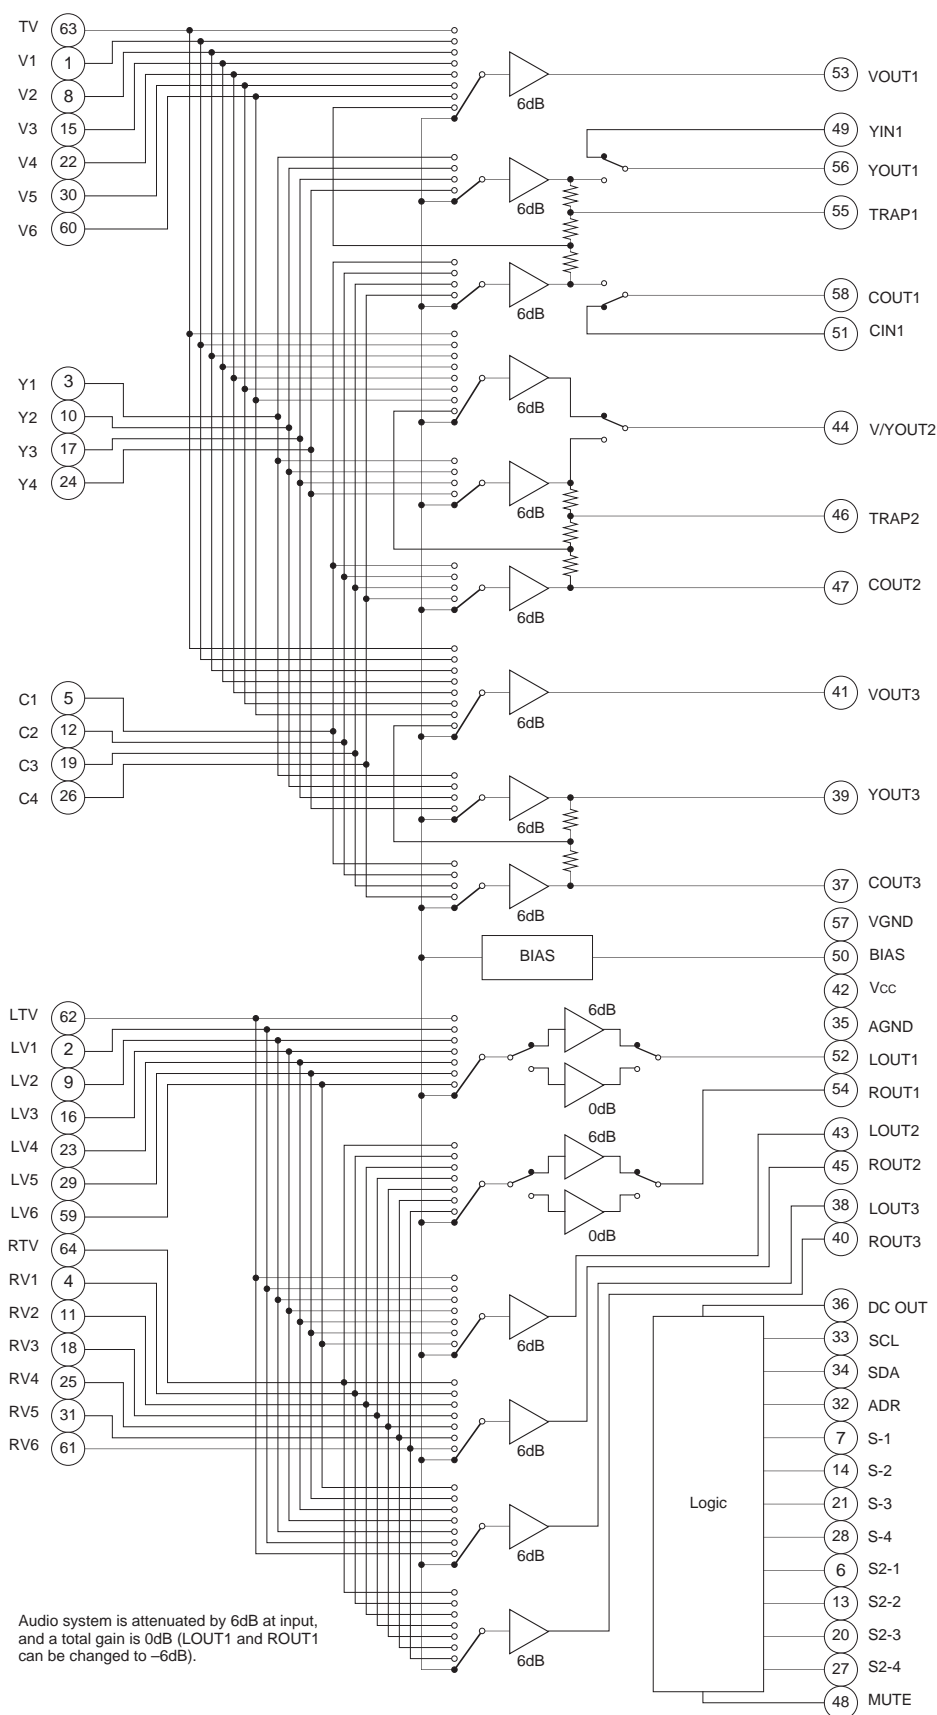 TV 63
V1 1
V2 8
V3 15
V4 22
V5 30
V6 60
Y1 3
Y2 10
Y3 17
Y4 24
C1 5
C2 12
C3 19
C4 26
LTV 62
LV1 2
LV2 9
LV3 16
LV4 23
LV5 29
LV6 59
RTV 64
RV1 4
RV2 11
RV3 18
RV4 25
RV5 31
RV6 61
6dB
6dB
6dB
6dB
6dB
6dB
6dB
6dB
6dB
BIAS
6dB
0dB
6dB
0dB
6dB
6dB
6dB
6dB
Logic
53 VOUT1
49 YIN1
56 YOUT1
55 TRAP1
58 COUT1
51 CIN1
44 V/YOUT2
46 TRAP2
47 COUT2
41 VOUT3
39 YOUT3
37 COUT3
57 VGND
50 BIAS
42 VCC
35 AGND
52 LOUT1
54 ROUT1
43 LOUT2
45 ROUT2
38 LOUT3
40 ROUT3
36 DC OUT
33 SCL
34 SDA
32 ADR
7 S-1
14 S-2
21 S-3
28 S-4
6 S2-1
13 S2-2
20 S2-3
27 S2-4
48 MUTE
Audio system is attenuated by 6dB at input,
and a total gain is 0dB (LOUT1 and ROUT1
can be changed to –6dB).